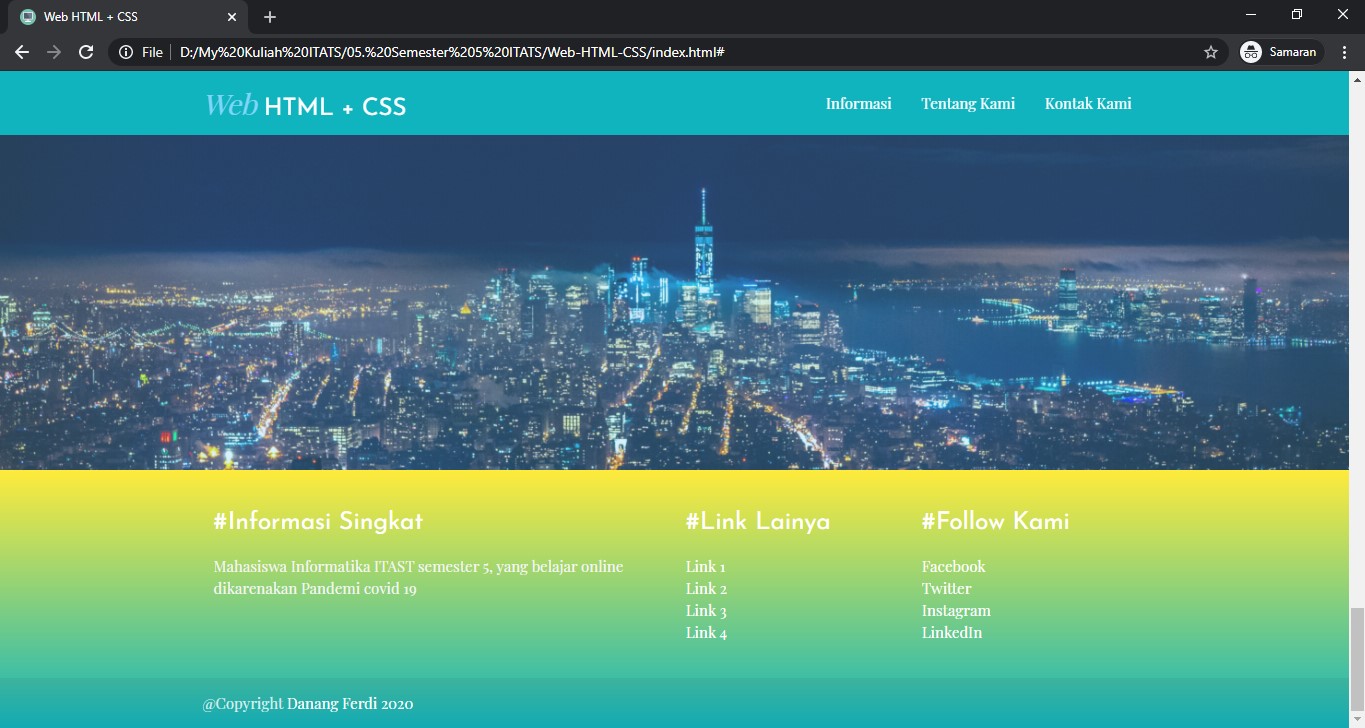 Web HTML + CSS
File | D:/My%20Kuliah%20ITATS/05.%20Semester%205%20ITATS/Web-HTML-CSS/index.html#
Samaran
Web HTML + CSS
Informasi Tentang Kami Kontak Kami
#Informasi Singkat
Mahasiswa Informatika ITAST semester 5, yang belajar online
dikarenakan Pandemi covid 19
#Link Lainya
Link 1
Link 2
Link 3
Link 4
#Follow Kami
Facebook
Twitter
Instagram
LinkedIn
@Copyright Danang Ferdi 2020